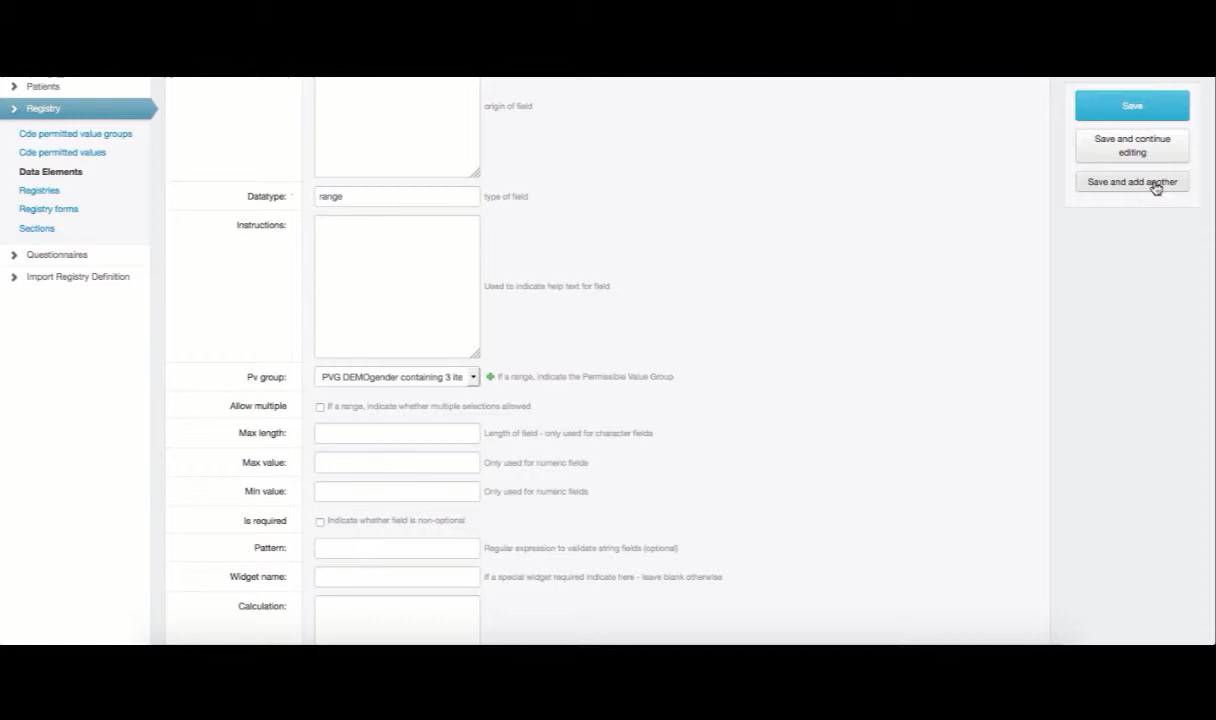 Patients
Registry
Cde permitted value groups
Cde permitted values
Data Elements
Registries
Registry forms
Sections
Questionnaires
Import Registry Definition
origin of field
Datatype: * range type of field
Instructions:
Used to indicate help text for field
Pv group: PVG DEMOgender containing 3 ite If a range, indicate the Permissible Value Group
Allow multiple If a range, indicate whether multiple selections allowed
Max length: Length of field - only used for character fields
Max value: Only used for numeric fields
Min value: Only used for numeric fields
Is required Indicate whether field is non-optional
Pattern: Regular expression to validate string fields (optional)
Widget name: If a special widget required indicate here - leave blank otherwise
Calculation:
Save
Save and continue
editing
Save and add another